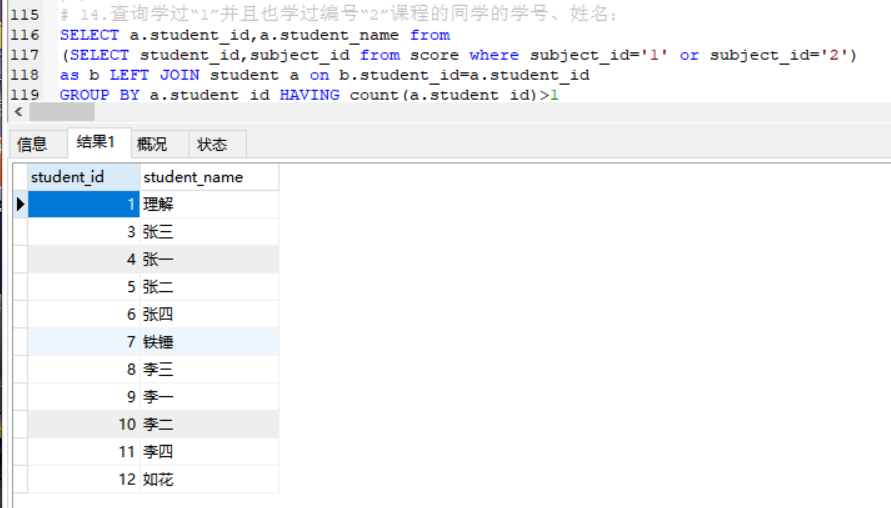 115 # 14.查询学过“1”并且也学过编号“2”课程的同学的学号、姓名；
116 SELECT a.student_id,a.student_name from
117 (SELECT student_id,subject_id from score where subject_id='1' or subject_id='2')
118 as b LEFT JOIN student a on b.student_id=a.student_id
119 GROUP BY a.student_id HAVING count(a.student_id)>1
信息 结果1 概况 状态
student_id student_name
1 理解
3 张三
4 张一
5 张二
6 张四
7 铁锤
8 李三
9 李一
10 李二
11 李四
12 如花